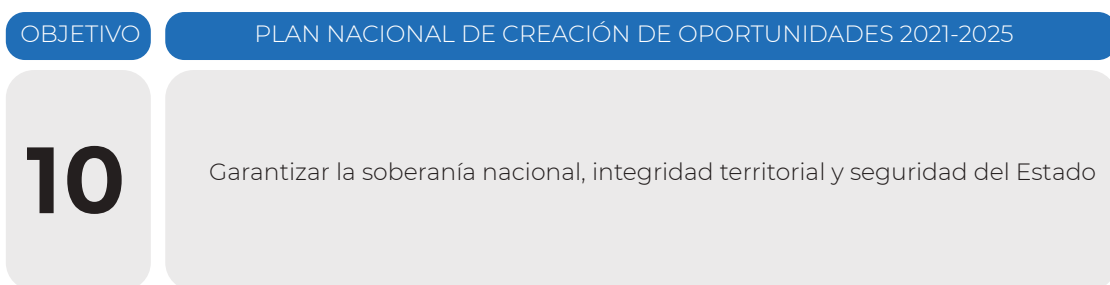 OBJETIVO
PLAN NACIONAL DE CREACIÓN DE OPORTUNIDADES 2021-2025
10
Garantizar la soberanía nacional, integridad territorial y seguridad del Estado